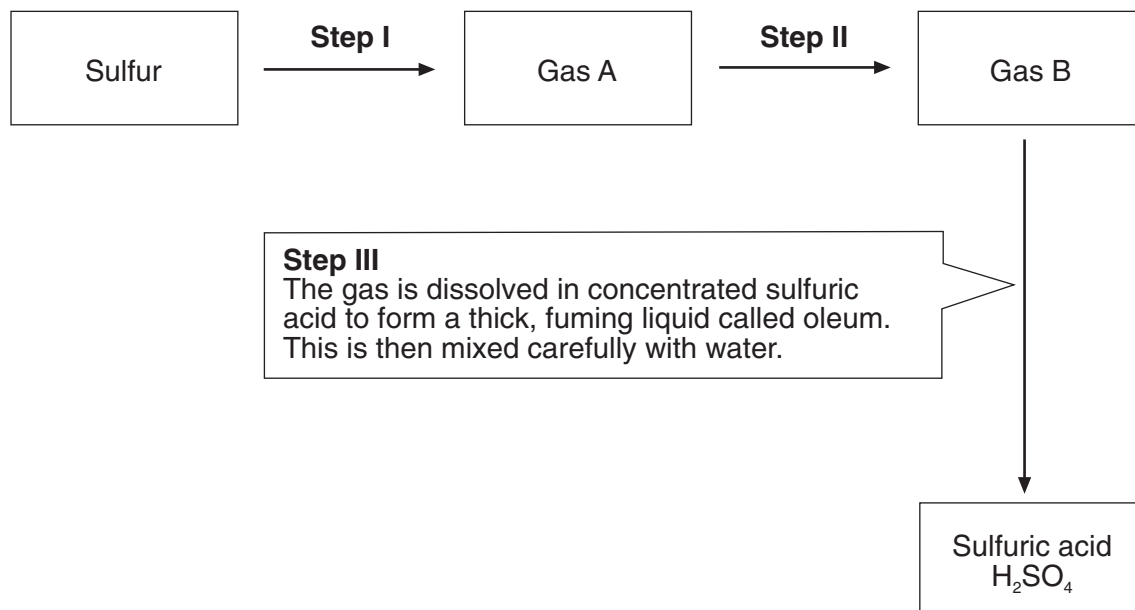 Sulfur
Step I
Gas A
Step II
Gas B
Step III
The gas is dissolved in concentrated sulfuric
acid to form a thick, fuming liquid called oleum.
This is then mixed carefully with water.
Sulfuric acid
H₂SO₄